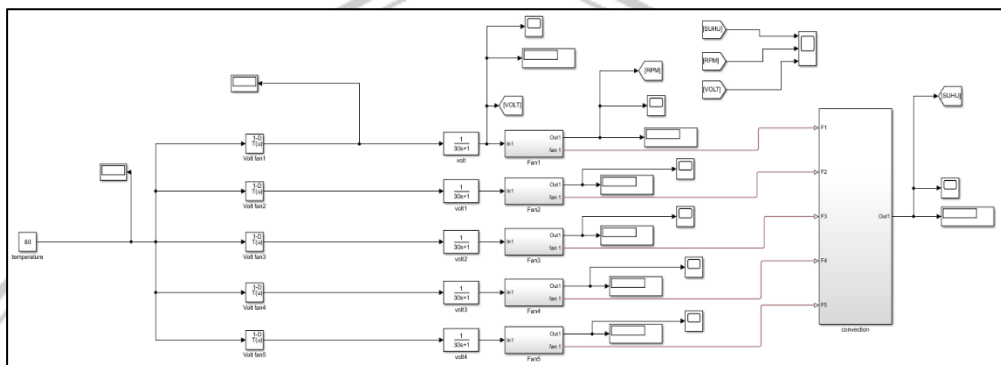 [SUHU]
[RPM]
[VOLT]
[RPM]
[VOLT]
[SUHU]
80
temperature
1-D
T(u)
Volt fan1
1
30s+1
volt
In1
Out1
fan 1
Fan1
1-D
T(u)
Volt fan2
1
30s+1
volt1
In1
Out1
fan 1
Fan2
1-D
T(u)
Volt fan3
1
30s+1
volt2
In1
Out1
fan 1
Fan3
1-D
T(u)
Volt fan4
1
30s+1
volt3
In1
Out1
fan 1
Fan4
1-D
T(u)
Volt fan5
1
30s+1
volt4
In1
Out1
fan 1
Fan5
F1
F2
F3
F4
F5
Out1
convection